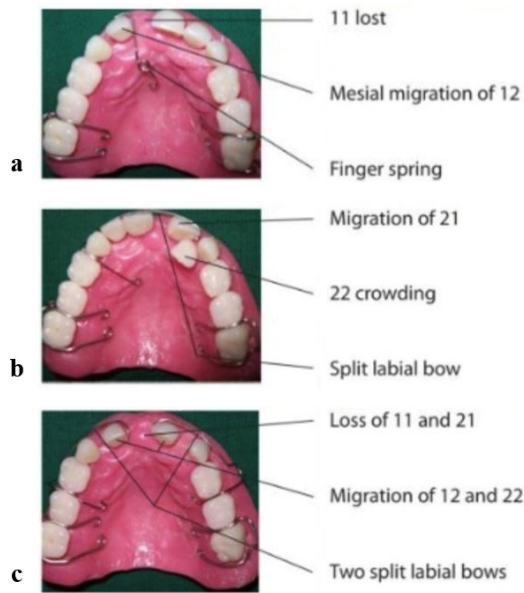 11 lost
Mesial migration of 12
a
Finger spring
Migration of 21
22 crowding
b
Split labial bow
Loss of 11 and 21
Migration of 12 and 22
c
Two split labial bows